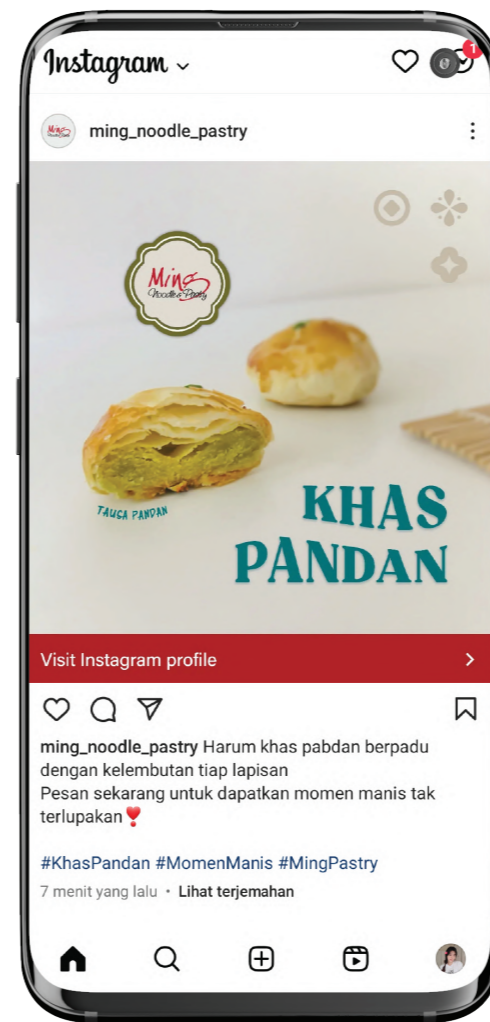 Instagram
1
Ming
ming_noodle_pastry
Ming
Noodle & Pastry
TAUSA PANDAN
KHAS
PANDAN
Visit Instagram profile
ming_noodle_pastry Harum khas pabdan berpadu
dengan kelembutan tiap lapisan
Pesan sekarang untuk dapatkan momen manis tak
terlupakan
#KhasPandan #MomenManis #MingPastry
7 menit yang lalu • Lihat terjemahan